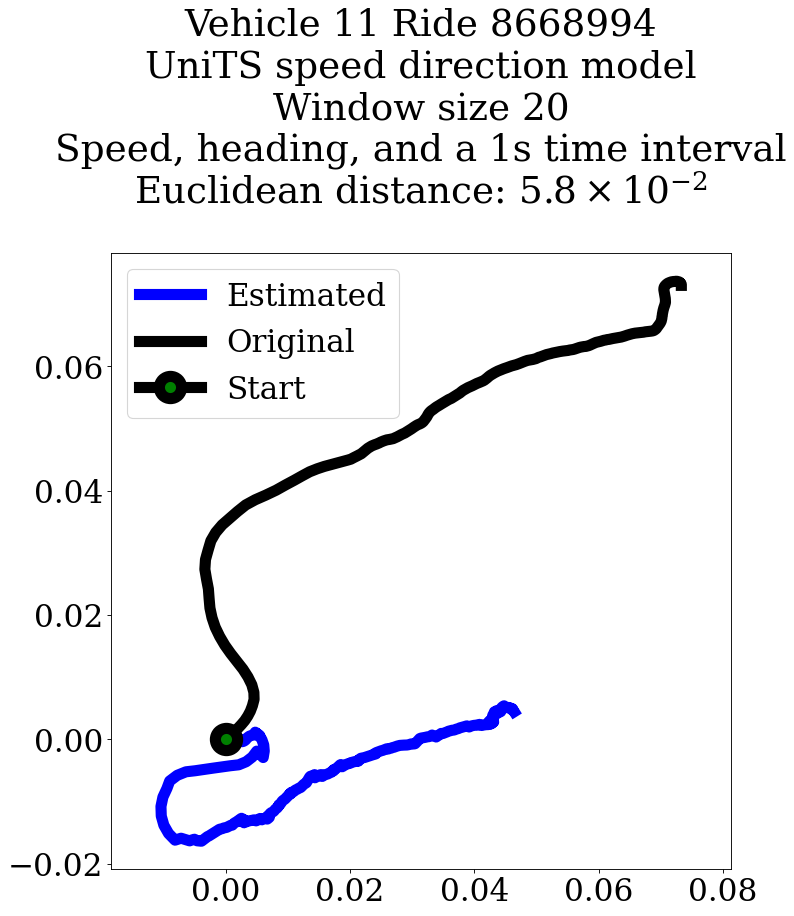 Vehicle 11 Ride 8668994
UniTS speed direction model
Window size 20
Speed, heading, and a 1s time interval
Euclidean distance: 5.8 × 10⁻²
Estimated
Original
Start
0.06
0.04
0.02
0.00
−0.02
0.00 0.02 0.04 0.06 0.08